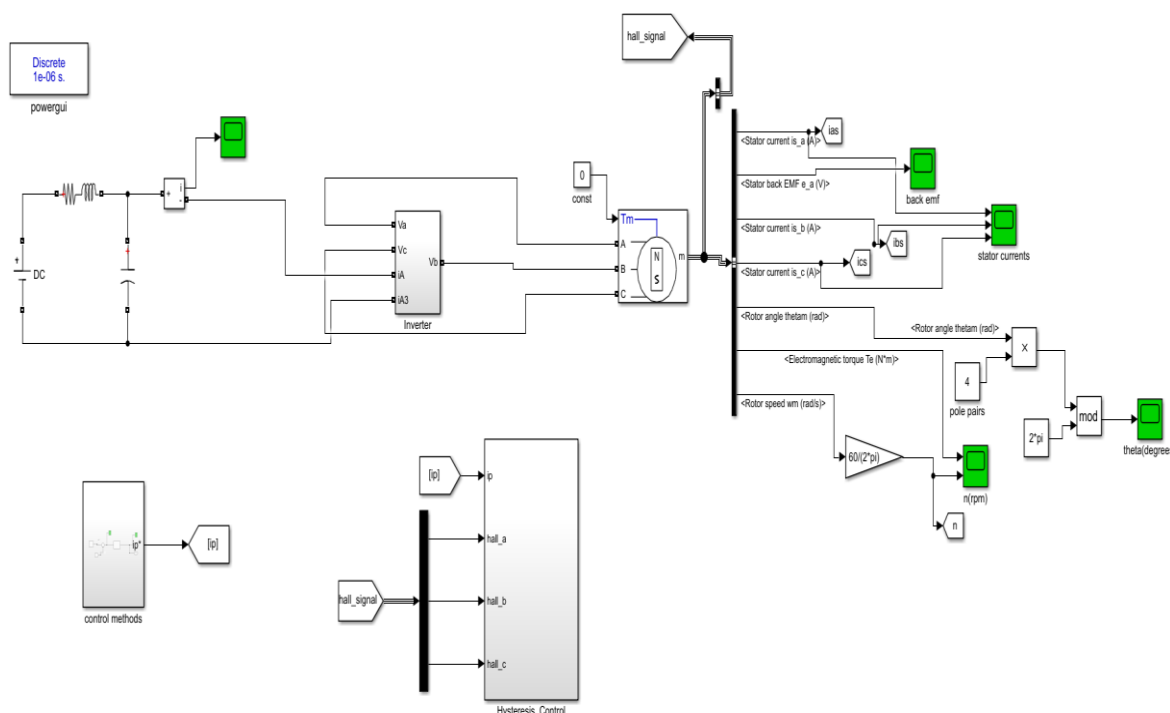 hall_signal
Discrete
1e-06 s.
powergui
ias
<Stator current is_a (A)>
0
const
<Stator back EMF e_a (V)>
back emf
i
+
-
Va
Tm
<Stator current is_b (A)>
ibs
Vc
A
N
S
m
<Stator current is_c (A)>
ics
stator currents
+
DC
iA
Vb
B
iA3
C
Inverter
<Rotor angle thetam (rad)>
<Rotor angle thetam (rad)>
X
<Electromagnetic torque Te (N*m)>
4
pole pairs
<Rotor speed wm (rad/s)>
mod
2*pi
theta(degree
60/(2*pi)
n(rpm)
n
[ip]
ip
hall_a
ip*
[ip]
control methods
hall_signal
hall_b
hall_c
Hysteresis_Control